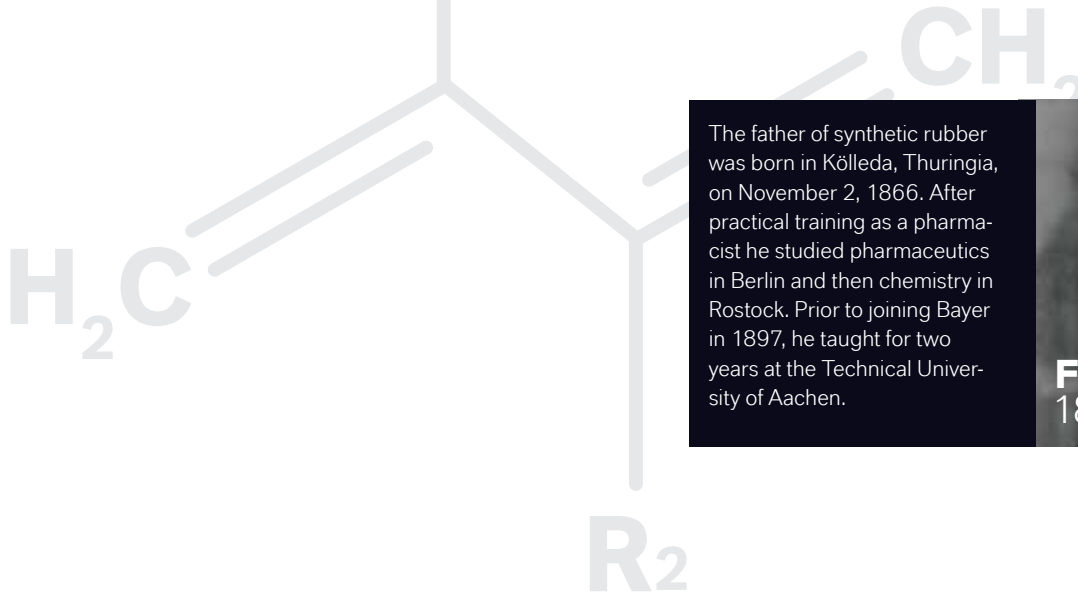 CH2
The father of synthetic rubber
was born in Kölleda, Thuringia,
on November 2, 1866. After
practical training as a pharma-
cist he studied pharmaceutics
in Berlin and then chemistry in
Rostock. Prior to joining Bayer
in 1897, he taught for two
years at the Technical Univer-
sity of Aachen.
H2C
R2